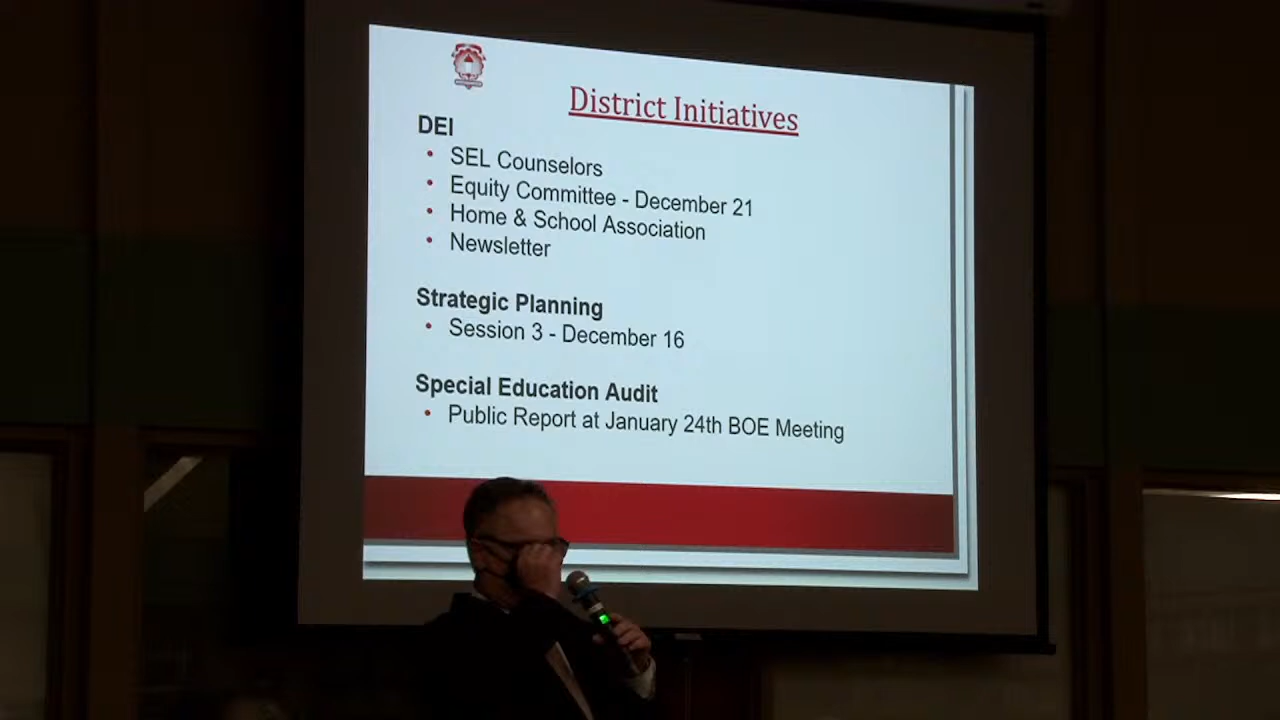 District Initiatives
DEI
• SEL Counselors
• Equity Committee - December 21
• Home & School Association
• Newsletter
Strategic Planning
• Session 3 - December 16
Special Education Audit
• Public Report at January 24th BOE Meeting